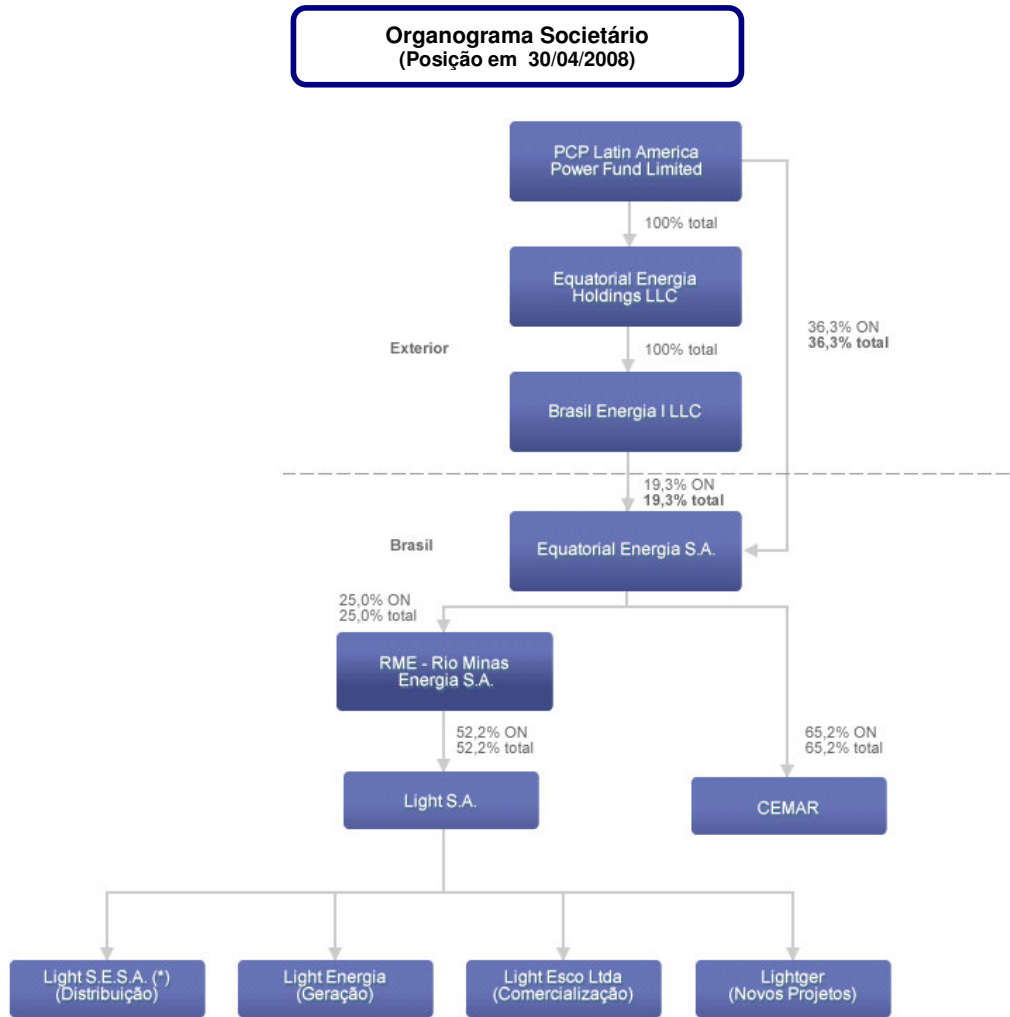 Organograma Societário
(Posição em 30/04/2008)
PCP Latin America
Power Fund Limited
100% total
Equatorial Energia
Holdings LLC
36,3% ON
36,3% total
Exterior
100% total
Brasil Energia I LLC
19,3% ON
19,3% total
Brasil
Equatorial Energia S.A.
25,0% ON
25,0% total
RME - Rio Minas
Energia S.A.
52,2% ON
52,2% total
65,2% ON
65,2% total
Light S.A.
CEMAR
Light S.E.S.A. (*)
(Distribuição)
Light Energia
(Geração)
Light Esco Ltda
(Comercialização)
Lightger
(Novos Projetos)